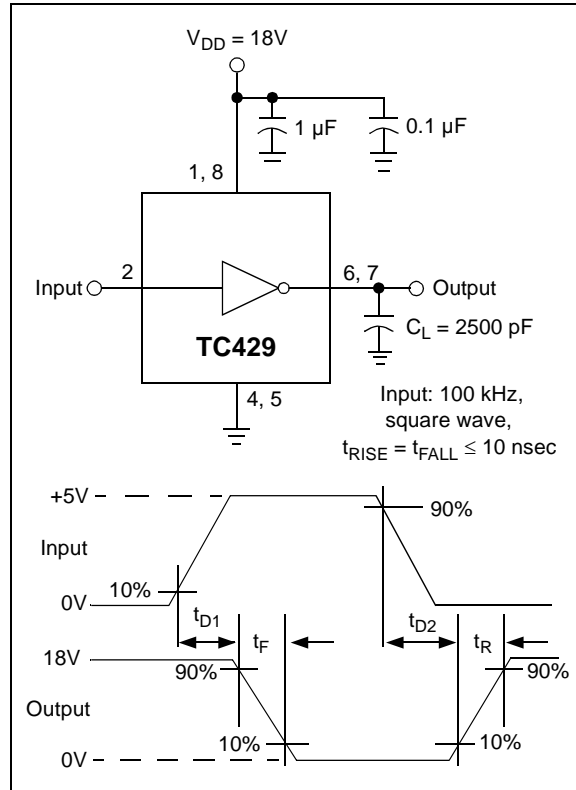 V_DD = 18V
1 µF
0.1 µF
1, 8
Input
2
6, 7
Output
TC429
C_L = 2500 pF
4, 5
Input: 100 kHz,
square wave,
t_RISE = t_FALL ≤ 10 nsec
+5V
90%
Input
10%
0V
t_D1
t_F
t_D2
t_R
18V
90%
90%
Output
10%
10%
0V